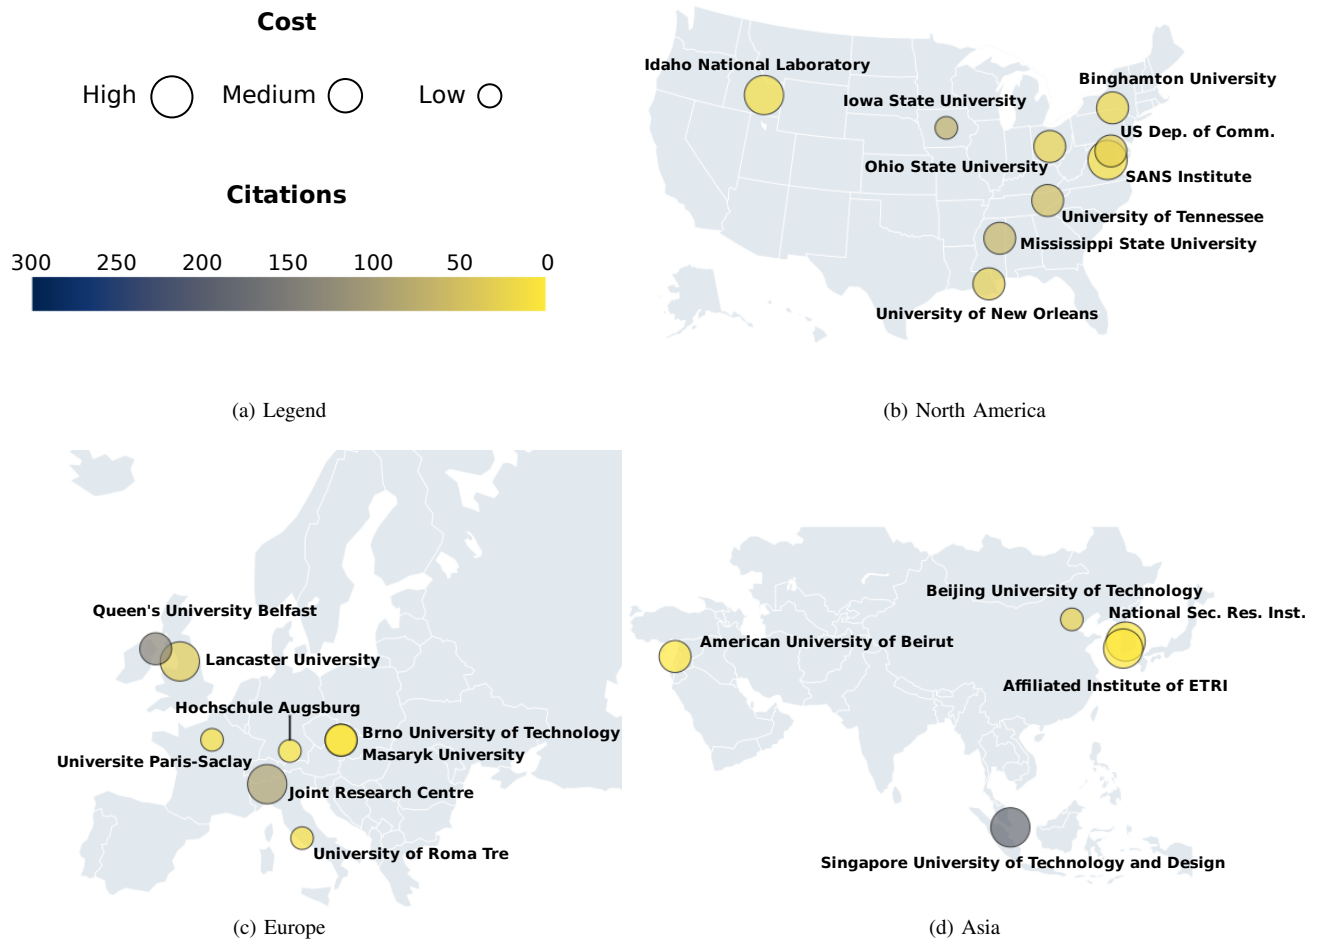 Cost
High
Medium
Low
Citations
300 250 200 150 100 50 0
(a) Legend
Idaho National Laboratory
Binghamton University
Iowa State University
US Dep. of Comm.
Ohio State University
SANS Institute
University of Tennessee
Mississippi State University
University of New Orleans
(b) North America
Queen's University Belfast
Lancaster University
Hochschule Augsburg
Brno University of Technology
Masaryk University
Universite Paris-Saclay
Joint Research Centre
University of Roma Tre
(c) Europe
Beijing University of Technology
National Sec. Res. Inst.
American University of Beirut
Affiliated Institute of ETRI
Singapore University of Technology and Design
(d) Asia